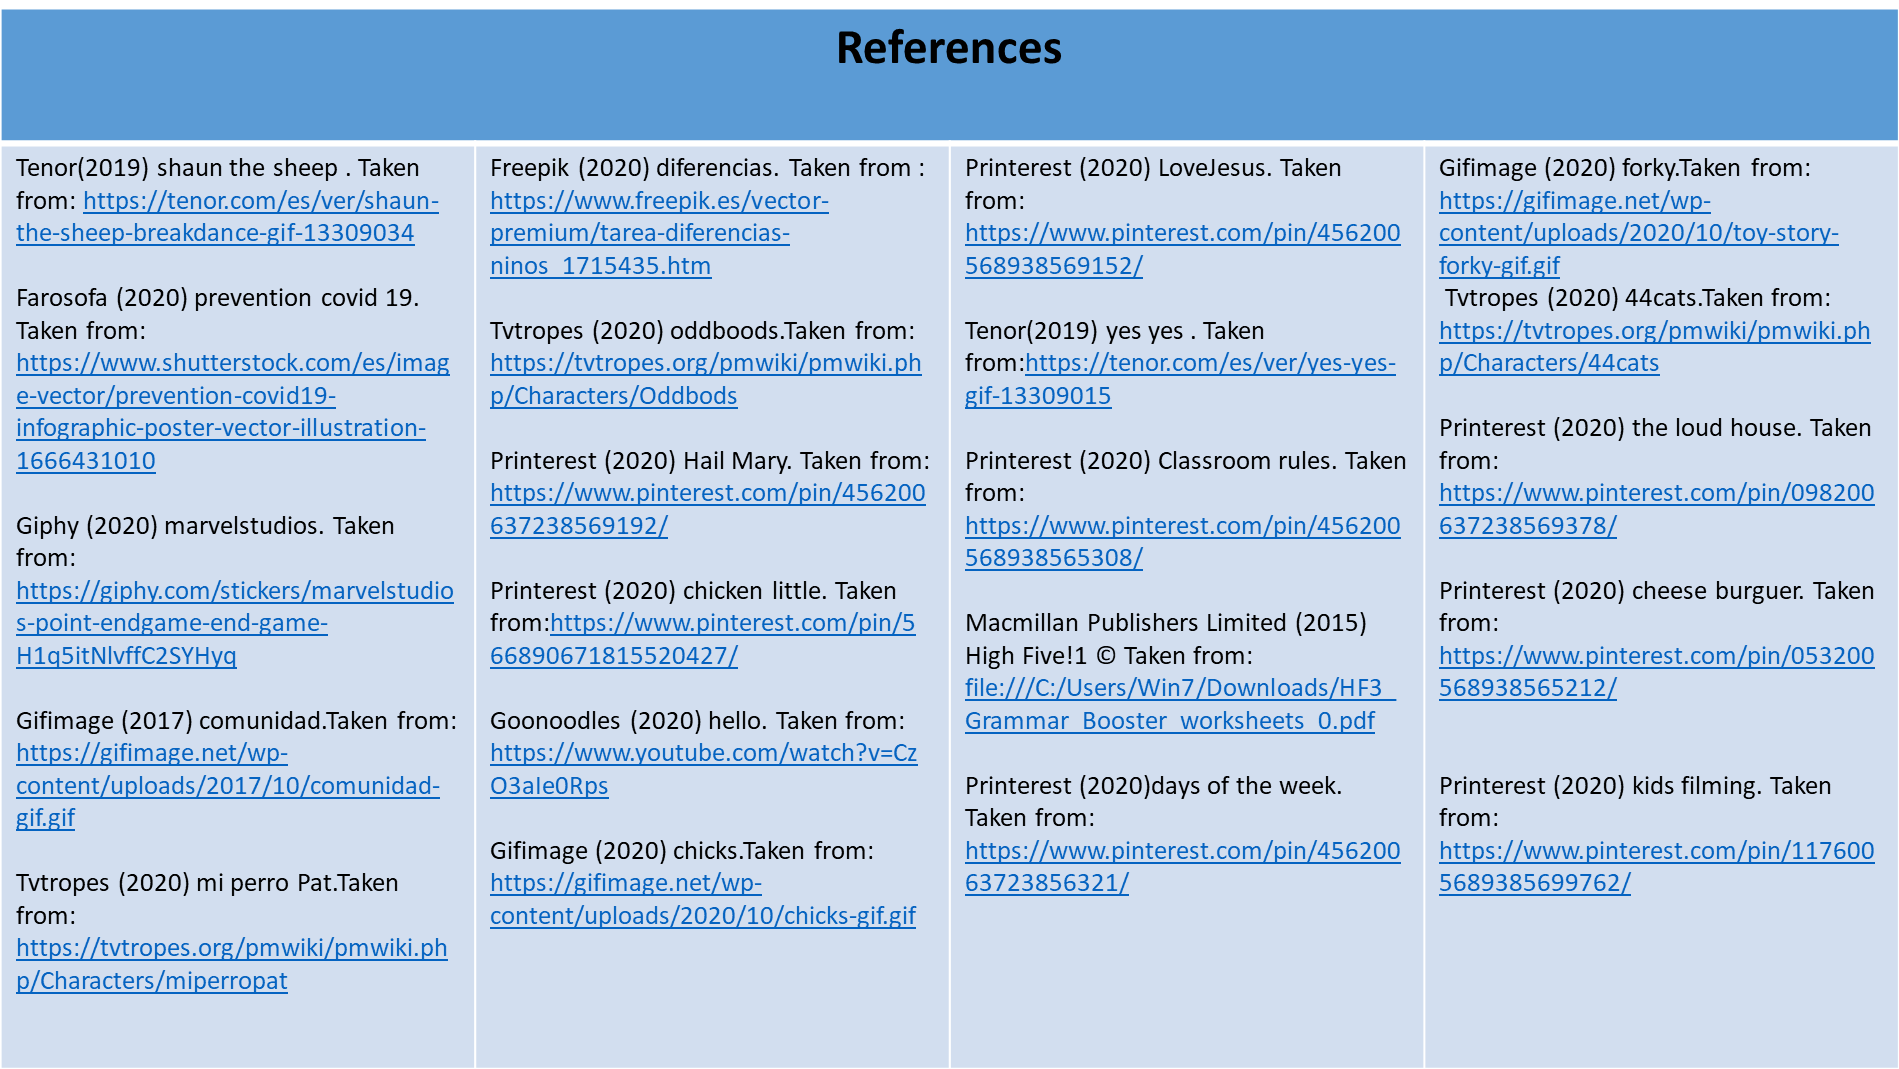 References
Tenor(2019) shaun the sheep . Taken
from: https://tenor.com/es/ver/shaun-
the-sheep-breakdance-gif-13309034
Farosofa (2020) prevention covid 19.
Taken from:
https://www.shutterstock.com/es/imag
e-vector/prevention-covid19-
infographic-poster-vector-illustration-
1666431010
Giphy (2020) marvelstudios. Taken
from:
https://giphy.com/stickers/marvelstudio
s-point-endgame-end-game-
H1q5itNlvffC2SYHyq
Gifimage (2017) comunidad.Taken from:
https://gifimage.net/wp-
content/uploads/2017/10/comunidad-
gif.gif
Tvtropes (2020) mi perro Pat.Taken
from:
https://tvtropes.org/pmwiki/pmwiki.ph
p/Characters/miperropat
Freepik (2020) diferencias. Taken from :
https://www.freepik.es/vector-
premium/tarea-diferencias-
ninos_1715435.htm
Tvtropes (2020) oddboods.Taken from:
https://tvtropes.org/pmwiki/pmwiki.ph
p/Characters/Oddbods
Printerest (2020) Hail Mary. Taken from:
https://www.pinterest.com/pin/456200
637238569192/
Printerest (2020) chicken little. Taken
from:https://www.pinterest.com/pin/5
66890671815520427/
Goonoodles (2020) hello. Taken from:
https://www.youtube.com/watch?v=Cz
O3aIe0Rps
Gifimage (2020) chicks.Taken from:
https://gifimage.net/wp-
content/uploads/2020/10/chicks-gif.gif
Printerest (2020) LoveJesus. Taken
from:
https://www.pinterest.com/pin/456200
568938569152/
Tenor(2019) yes yes . Taken
from:https://tenor.com/es/ver/yes-yes-
gif-13309015
Printerest (2020) Classroom rules. Taken
from:
https://www.pinterest.com/pin/456200
568938565308/
Macmillan Publishers Limited (2015)
High Five!1 © Taken from:
file:///C:/Users/Win7/Downloads/HF3_
Grammar_Booster_worksheets_0.pdf
Printerest (2020)days of the week.
Taken from:
https://www.pinterest.com/pin/456200
63723856321/
Gifimage (2020) forky.Taken from:
https://gifimage.net/wp-
content/uploads/2020/10/toy-story-
forky-gif.gif
Tvtropes (2020) 44cats.Taken from:
https://tvtropes.org/pmwiki/pmwiki.ph
p/Characters/44cats
Printerest (2020) the loud house. Taken
from:
https://www.pinterest.com/pin/098200
637238569378/
Printerest (2020) cheese burguer. Taken
from:
https://www.pinterest.com/pin/053200
568938565212/
Printerest (2020) kids filming. Taken
from:
https://www.pinterest.com/pin/117600
5689385699762/